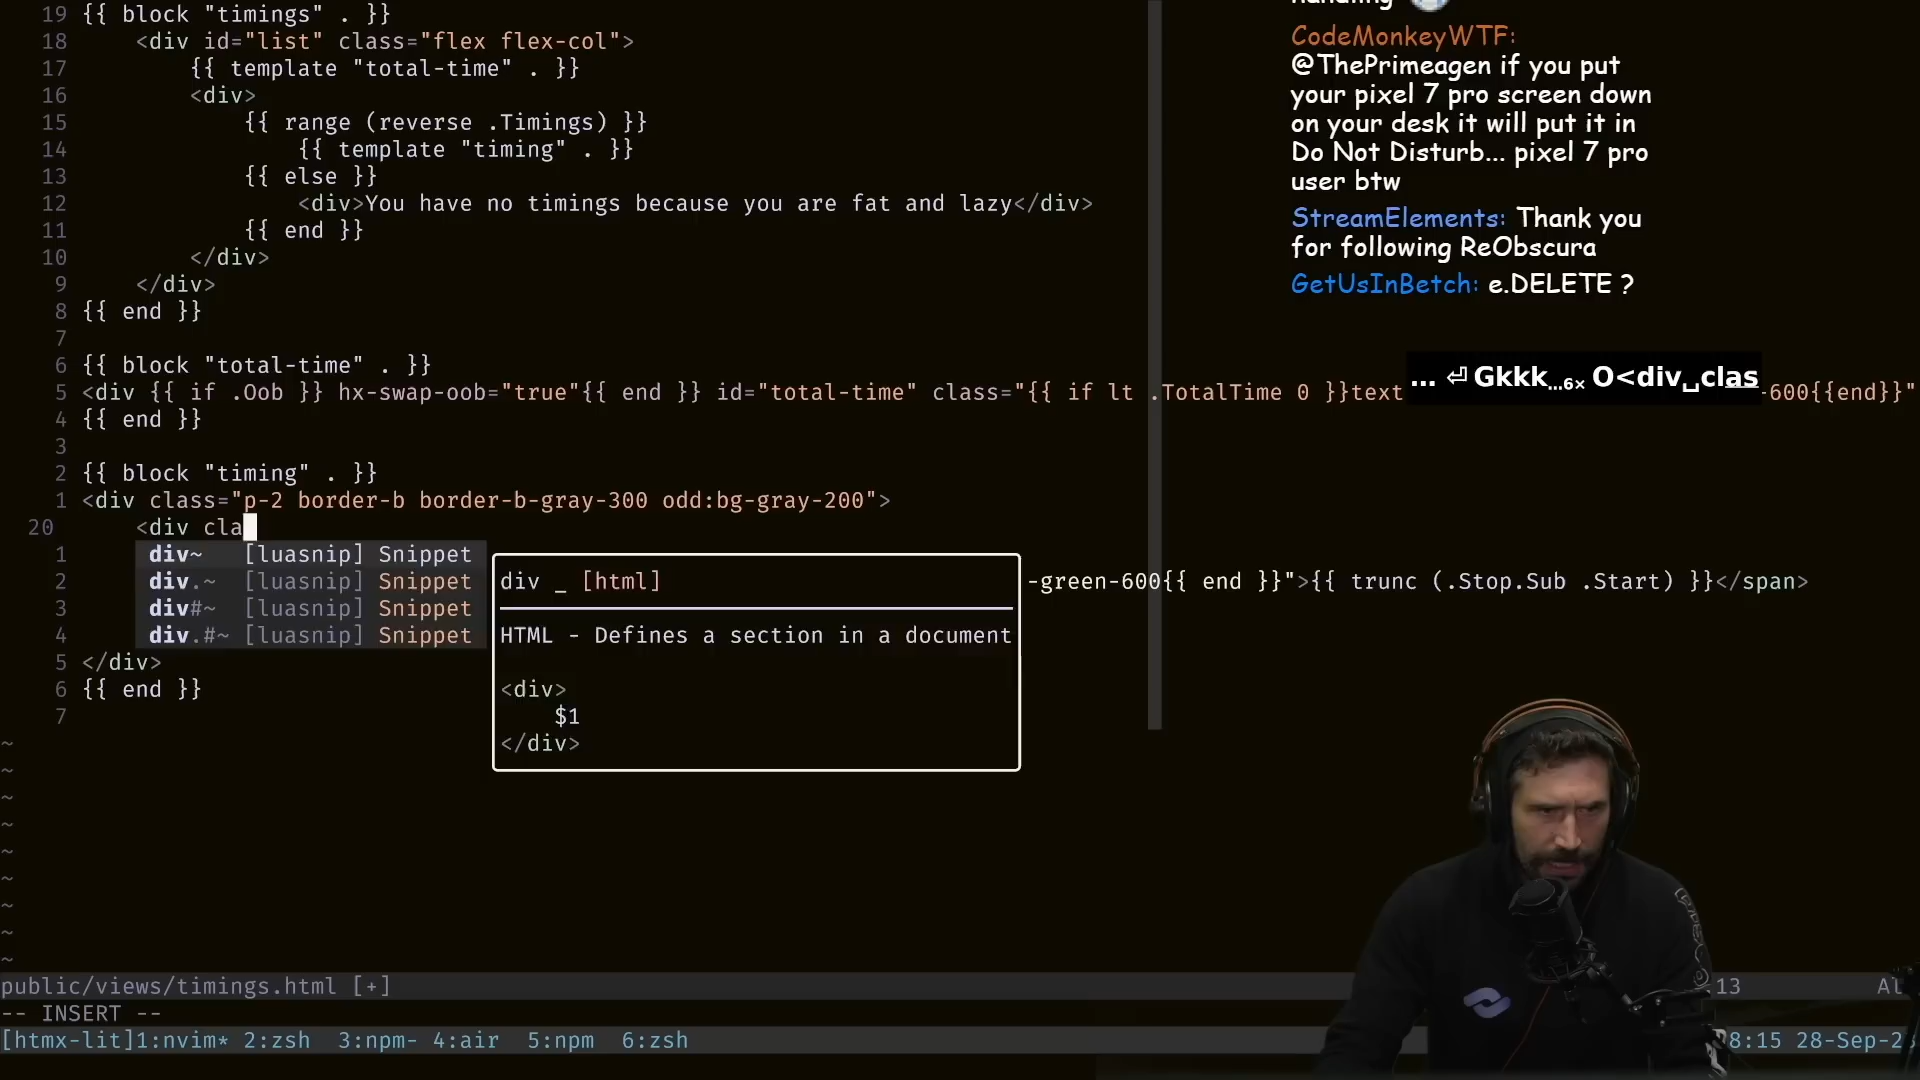 19 {{ block "timings" . }}
18 <div id="list" class="flex flex-col">
17 {{ template "total-time" . }}
16 <div>
15 {{ range (reverse .Timings) }}
14 {{ template "timing" . }}
13 {{ else }}
12 <div>You have no timings because you are fat and lazy</div>
11 {{ end }}
10 </div>
9 </div>
8 {{ end }}
7
6 {{ block "total-time" . }}
5 <div {{ if .Oob }} hx-swap-oob="true"{{ end }} id="total-time" class="{{ if lt .TotalTime 0 }}text -600{{end}}"
4 {{ end }}
3
2 {{ block "timing" . }}
1 <div class="p-2 border-b border-b-gray-300 odd:bg-gray-200">
20 <div cla
1 div~ [luasnip] Snippet
2 div.~ [luasnip] Snippet
3 div#~ [luasnip] Snippet
4 div.#~ [luasnip] Snippet
div _ [html]
HTML - Defines a section in a document
<div>
$1
</div>
-green-600{{ end }}">{{ trunc (.Stop.Sub .Start) }}</span>
5 </div>
6 {{ end }}
7
~
~
~
~
~
~
~
~
~
public/views/timings.html [+]
13 Al
-- INSERT --
[htmx-lit]1:nvim* 2:zsh 3:npm- 4:air 5:npm 6:zsh
8:15 28-Sep-2
CodeMonkeyWTF:
@ThePrimeagen if you put
your pixel 7 pro screen down
on your desk it will put it in
Do Not Disturb... pixel 7 pro
user btw
StreamElements: Thank you
for following ReObscura
GetUsInBetch: e.DELETE ?
... ⏎ Gkkk...6× O<div␣clas